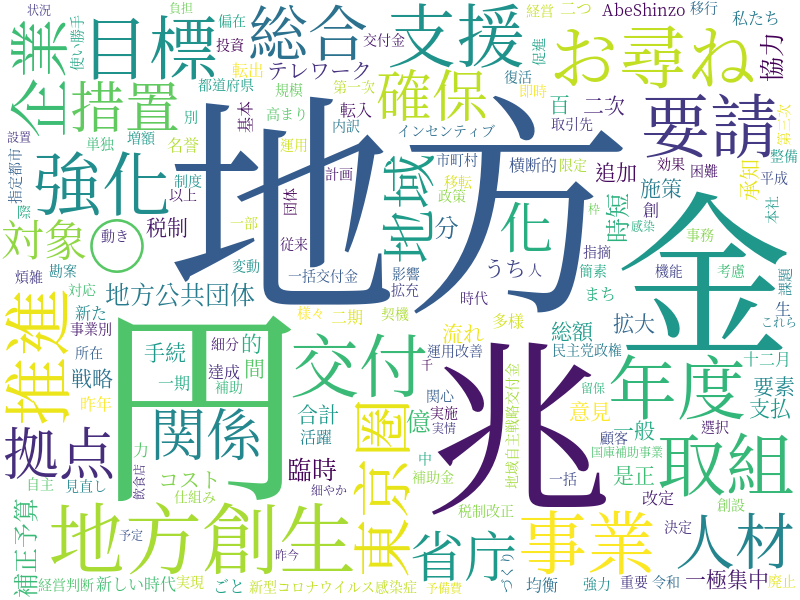 状況
負担
偏在
経営
二つ
AbeShinzo
移行
業
目標
使い勝手
投資
総合
交付金
支援
促進
お尋ね
私たち
協力
転出
テレワーク
復活
都道府県
規模
第一次
即時
企
措置
基本
高まり
転入
確保
百
二次
要請
第三次
設置
指定都市
単独
増額
別
名誉
運用
内訳
インセンティブ
取引先
強化
際
制度
以上
団体
計画
地域
市町村
移転
政策
横断的
限定
追加
施策
効果
困難
承知
整備
平成
本社
地方
金
対象
〇
動き
税制
一部
従来
分
化
枠
創
時短
感染
事務
煩雑
勘案
変動
一括交付金
影響
拡充
うち
人
指摘
簡素
機能
考慮
課題
推進
対応
地方公共団体
様々
二期
契機
時代
多様
まち
拡大
生
これら
新た
事業別
所在
手続
細分
的
円
兆
交付
流れ
運用改善
総額
民主党政権
年度
十二月
戦略
一期
達成
補助
間
千
地域自主戦略交付金
留保
要素
昨年
関係
合計
活躍
東京圏
億
関心
実施
実情
意見
一般
選択
支払
拠点
力
飲食店
コスト
臨時
中
補助金
一括
顧客
国庫補助事業
是正
取組
自主
見直し
仕組み
細やか
税制改正
改定
創設
補正予算
予定
地方創生
昨今
省庁
づくり
事業
決定
人材
経営判断
新しい時代
実現
ごと
新型コロナウイルス感染症
予備費
均衡
強力
重要
令和
一極集中
廃止